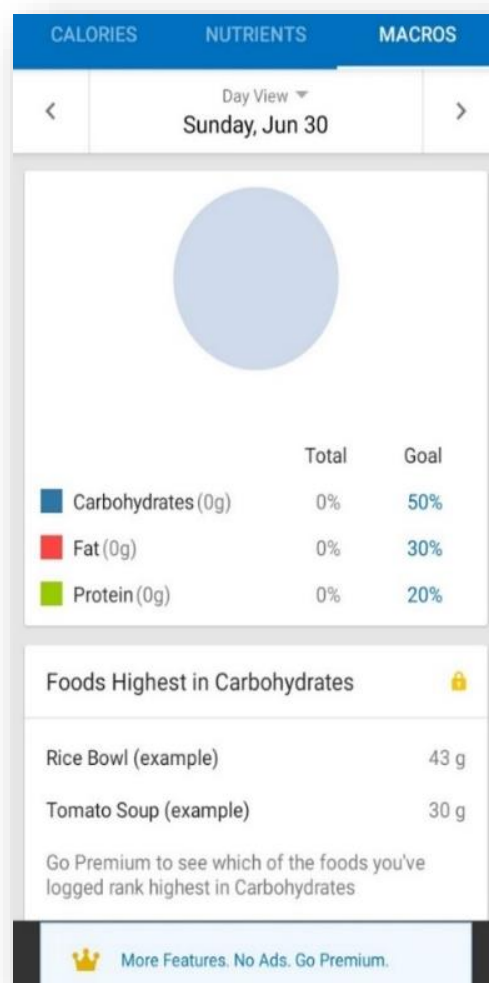 CALORIES NUTRIENTS MACROS
Day View
Sunday, Jun 30
Total Goal
Carbohydrates (0g) 0% 50%
Fat (0g) 0% 30%
Protein (0g) 0% 20%
Foods Highest in Carbohydrates
Rice Bowl (example) 43 g
Tomato Soup (example) 30 g
Go Premium to see which of the foods you've
logged rank highest in Carbohydrates
More Features. No Ads. Go Premium.